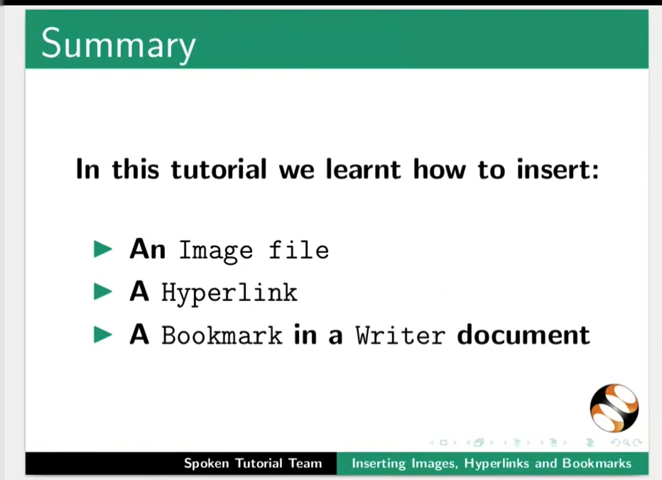 Summary
In this tutorial we learnt how to insert:
An Image file
A Hyperlink
A Bookmark in a Writer document
Spoken Tutorial Team
Inserting Images, Hyperlinks and Bookmarks